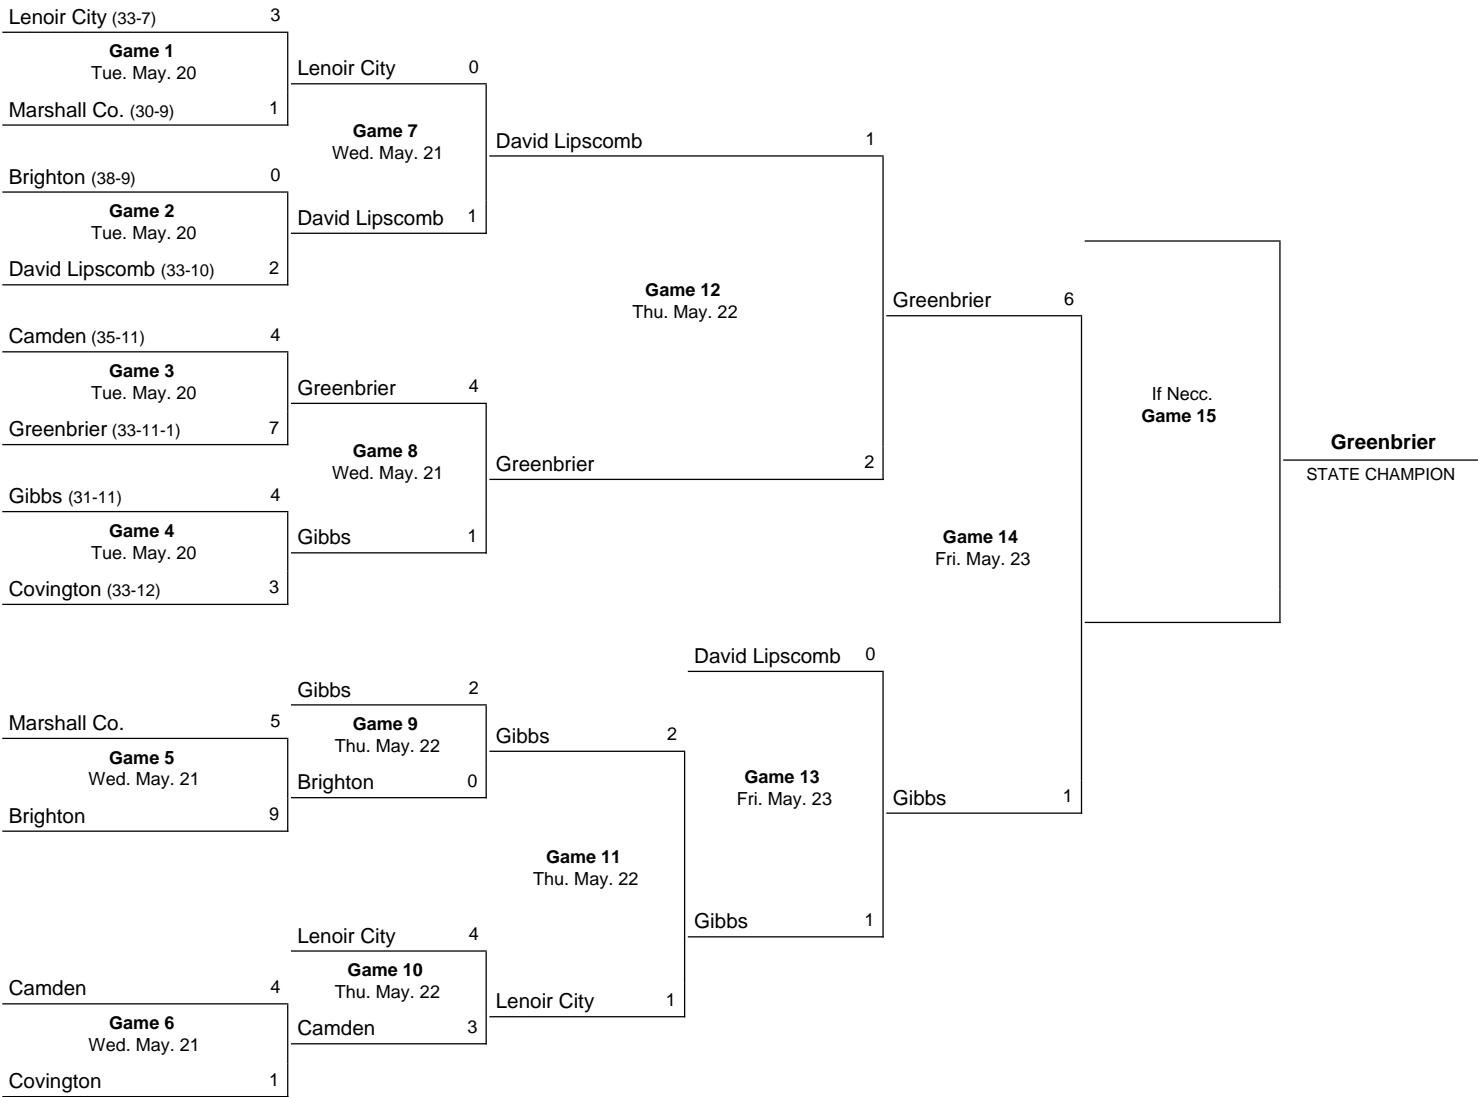 Lenoir City (33-7) 3
Game 1
Tue. May. 20
Marshall Co. (30-9) 1
Brighton (38-9) 0
Game 2
Tue. May. 20
David Lipscomb (33-10) 2
Camden (35-11) 4
Game 3
Tue. May. 20
Greenbrier (33-11-1) 7
Gibbs (31-11) 4
Game 4
Tue. May. 20
Covington (33-12) 3
Marshall Co. 5
Game 5
Wed. May. 21
Brighton 9
Camden 4
Game 6
Wed. May. 21
Covington 1
Lenoir City 0
Game 7
Wed. May. 21
David Lipscomb 1
Greenbrier 4
Game 8
Wed. May. 21
Gibbs 1
Gibbs 2
Game 9
Thu. May. 22
Brighton 0
Lenoir City 4
Game 10
Thu. May. 22
Camden 3
David Lipscomb 1
Game 12
Thu. May. 22
Greenbrier 2
Gibbs 2
Game 11
Thu. May. 22
Lenoir City 1
David Lipscomb 0
Game 13
Fri. May. 23
Gibbs 1
Greenbrier 6
Game 14
Fri. May. 23
Gibbs 1
If Necc.
Game 15
Greenbrier
STATE CHAMPION